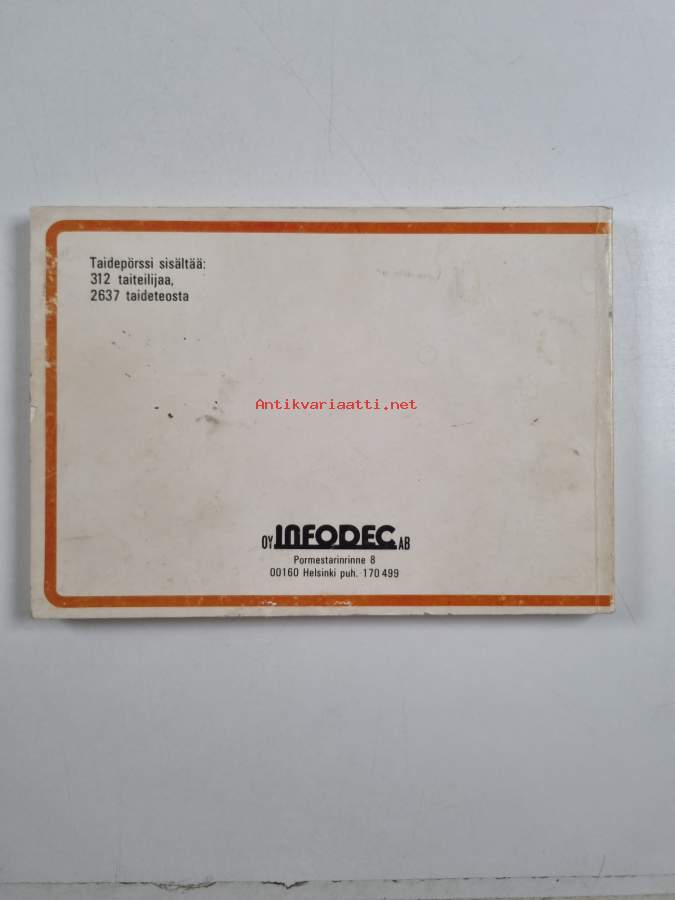 Taidepörssi sisältää:
312 taiteilijaa,
2637 taideteosta
Antikvariaatti.net
OY INFODEC AB
Pormestarinrinne 8
00160 Helsinki puh. 170 499